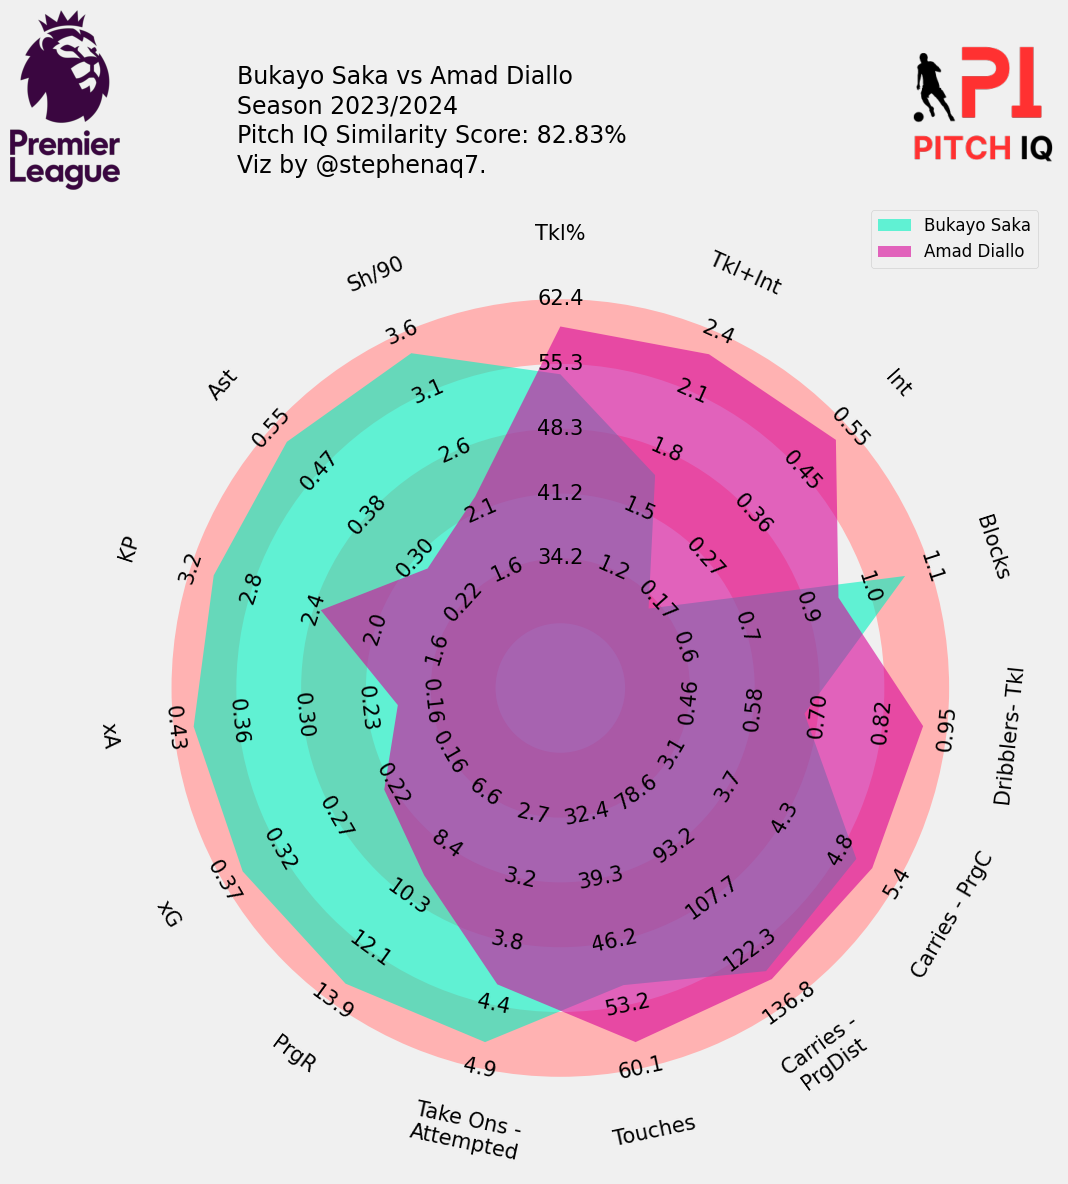 Premier
League
Bukayo Saka vs Amad Diallo
Season 2023/2024
Pitch IQ Similarity Score: 82.83%
Viz by @stephenaq7.
PI
PITCH IQ
Bukayo Saka
Amad Diallo
Tkl%
62.4
55.3
48.3
41.2
34.2
Tkl+Int
2.4
2.1
1.8
1.5
1.2
Int
0.55
0.45
0.36
0.27
0.17
Blocks
1.1
1.0
0.9
0.7
0.6
Dribblers- Tkl
0.95
0.82
0.70
0.58
0.46
Carries - PrgC
5.4
4.8
4.3
3.7
3.1
Carries -
PrgDist
136.8
122.3
107.7
93.2
78.6
Touches
60.1
53.2
46.2
39.3
32.4
Take Ons -
Attempted
4.9
4.4
3.8
3.2
2.7
PrgR
13.9
12.1
10.3
8.4
6.6
xG
0.37
0.32
0.27
0.22
0.16
xA
0.43
0.36
0.30
0.23
0.16
KP
3.2
2.8
2.4
2.0
1.6
Ast
0.55
0.47
0.38
0.30
0.22
Sh/90
3.6
3.1
2.6
2.1
1.6